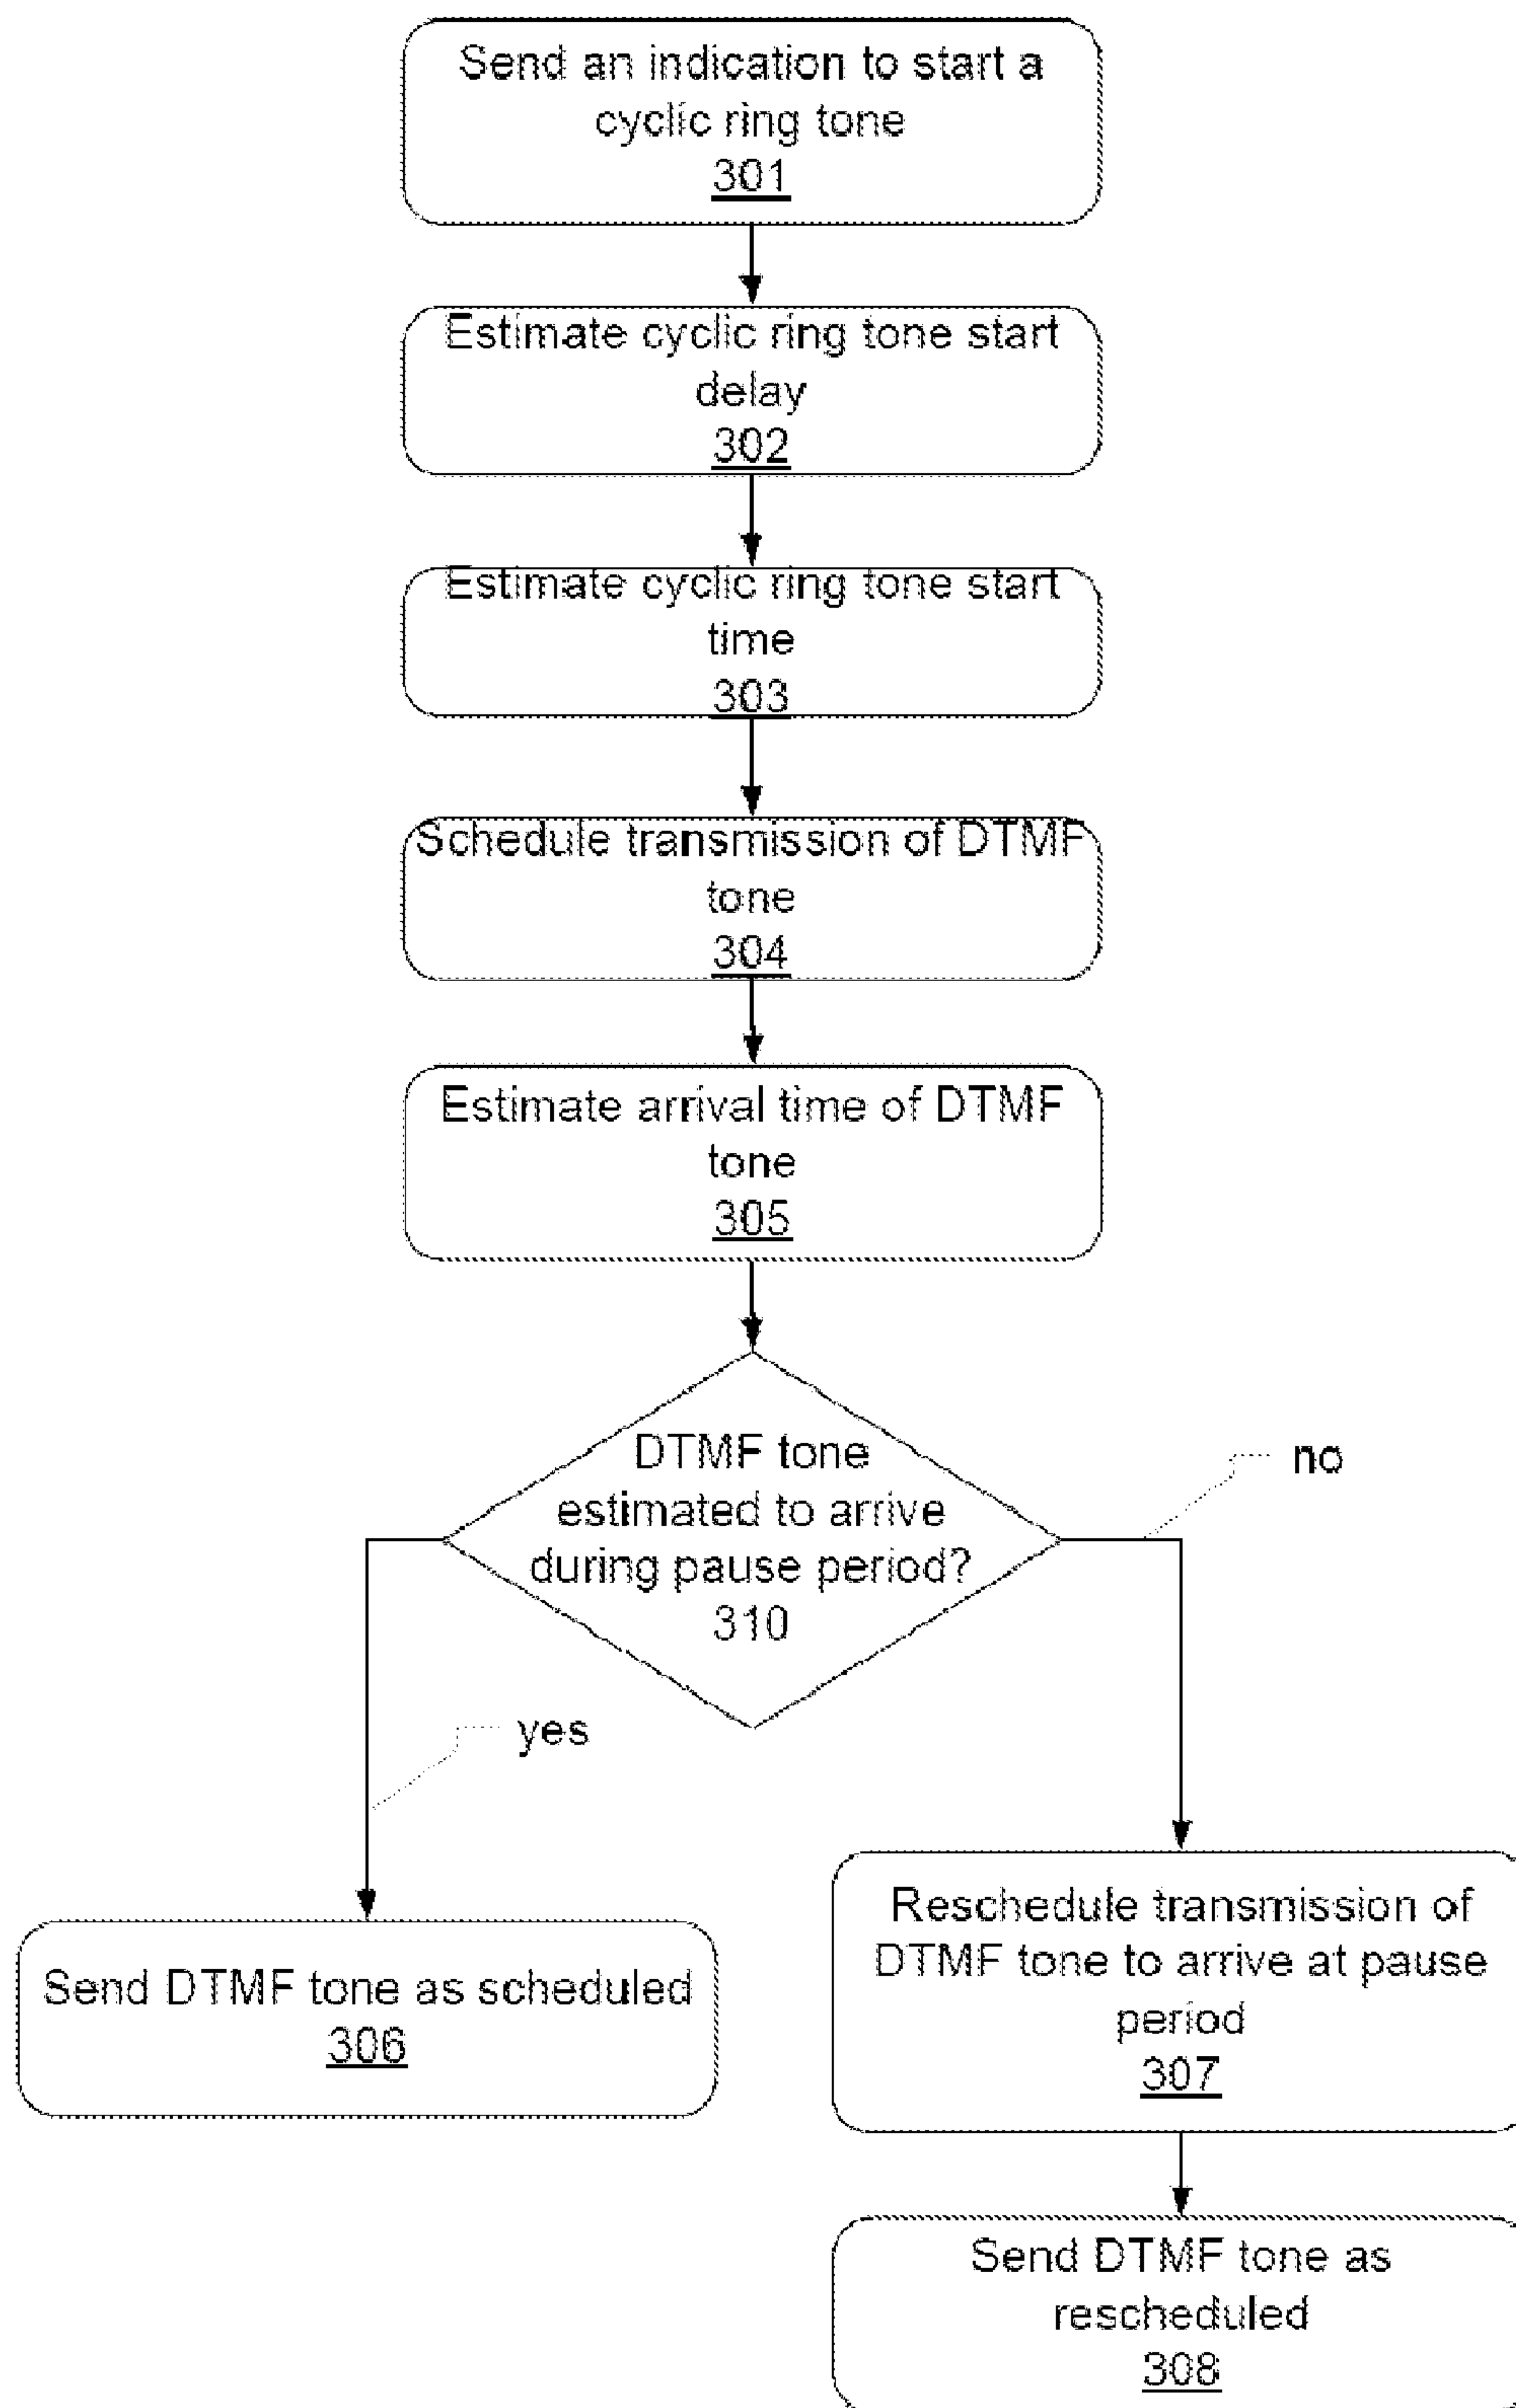 Send an indication to start a
cyclic ring tone
301
Estimate cyclic ring tone start
delay
302
Estimate cyclic ring tone start
time
303
Schedule transmission of DTMF
tone
304
Estimate arrival time of DTMF
tone
305
DTMF tone
estimated to arrive
during pause period?
310
no
yes
Send DTMF tone as scheduled
306
Reschedule transmission of
DTMF tone to arrive at pause
period
307
Send DTMF tone as
rescheduled
308